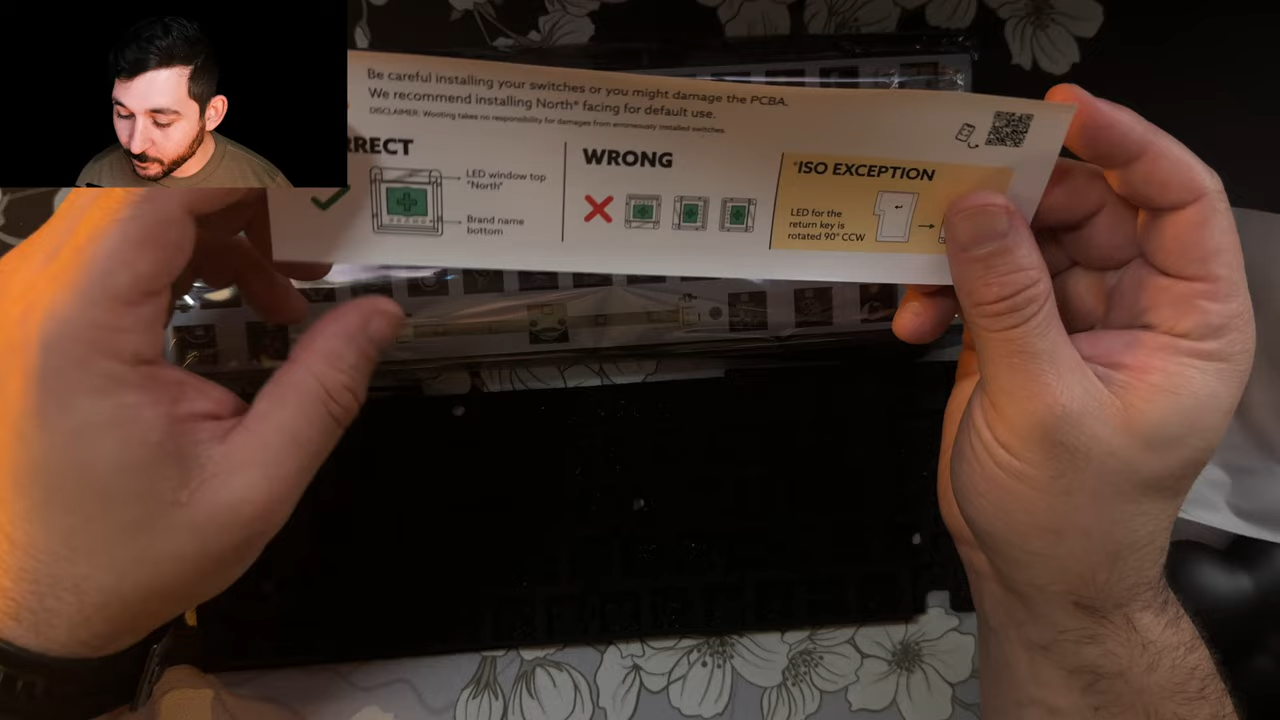 Be careful installing your switches or you might damage the PCBA.
We recommend installing North* facing for default use.
DISCLAIMER: Wooting takes no responsibility for damages from erroneously installed switches.
RRECT
LED window top
"North"
Brand name
bottom
WRONG
*ISO EXCEPTION
LED for the
return key is
rotated 90° CCW